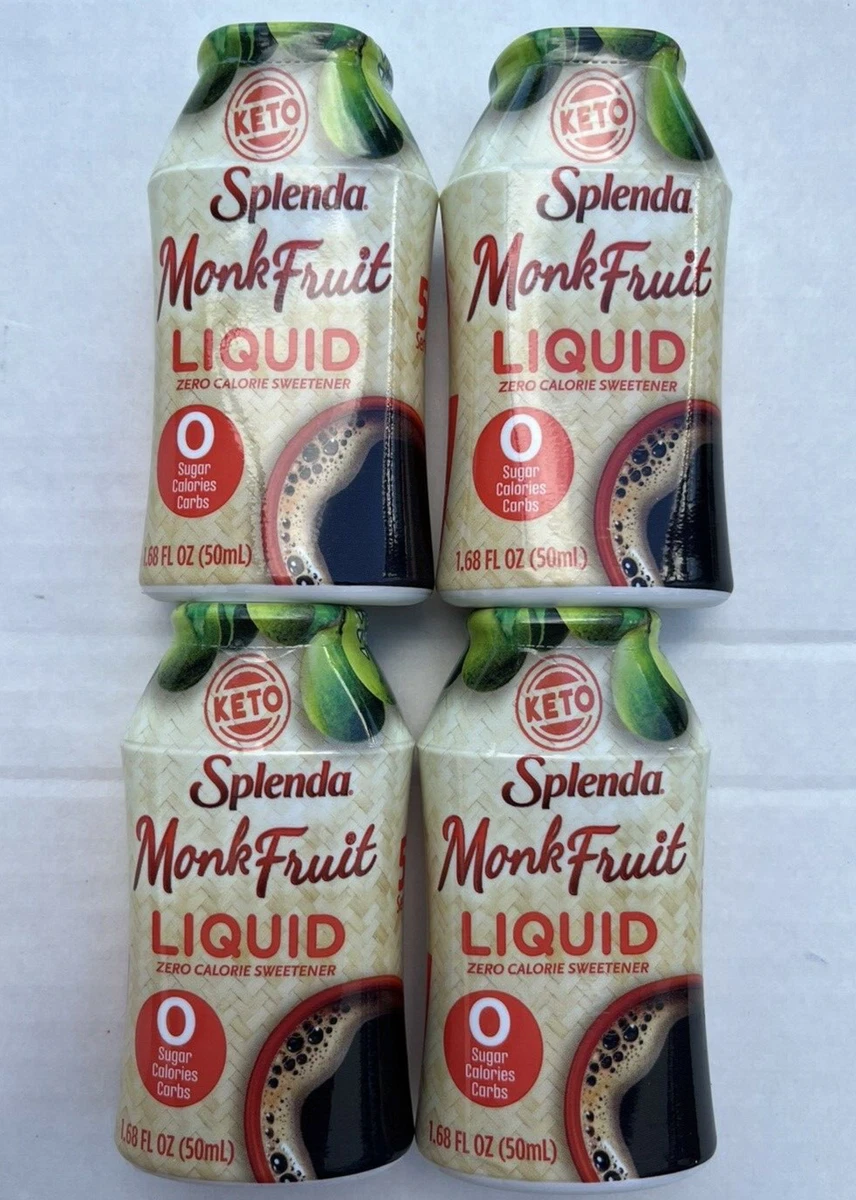 KETO
Splenda
MonkFruit
LIQUID
ZERO CALORIE SWEETENER
0
Sugar
Calories
Carbs
1.68 FL OZ (50mL)
KETO
Splenda
MonkFruit
LIQUID
ZERO CALORIE SWEETENER
0
Sugar
Calories
Carbs
1.68 FL OZ (50mL)
KETO
Splenda
MonkFruit
LIQUID
ZERO CALORIE SWEETENER
0
Sugar
Calories
Carbs
1.68 FL OZ (50mL)
KETO
Splenda
MonkFruit
LIQUID
ZERO CALORIE SWEETENER
0
Sugar
Calories
Carbs
1.68 FL OZ (50mL)